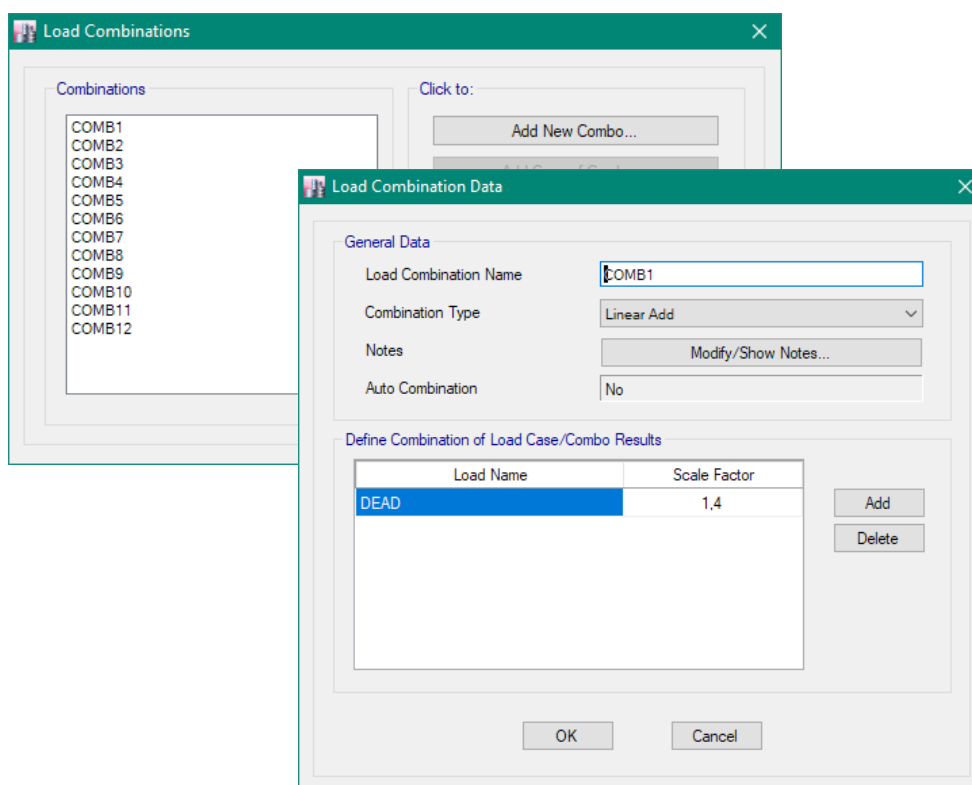 Load Combinations
Combinations
COMB1
COMB2
COMB3
COMB4
COMB5
COMB6
COMB7
COMB8
COMB9
COMB10
COMB11
COMB12
Click to:
Add New Combo...
Load Combination Data
General Data
Load Combination Name COMB1
Combination Type Linear Add
Notes Modify/Show Notes...
Auto Combination No
Define Combination of Load Case/Combo Results
Load Name Scale Factor
DEAD 1,4
Add
Delete
OK Cancel